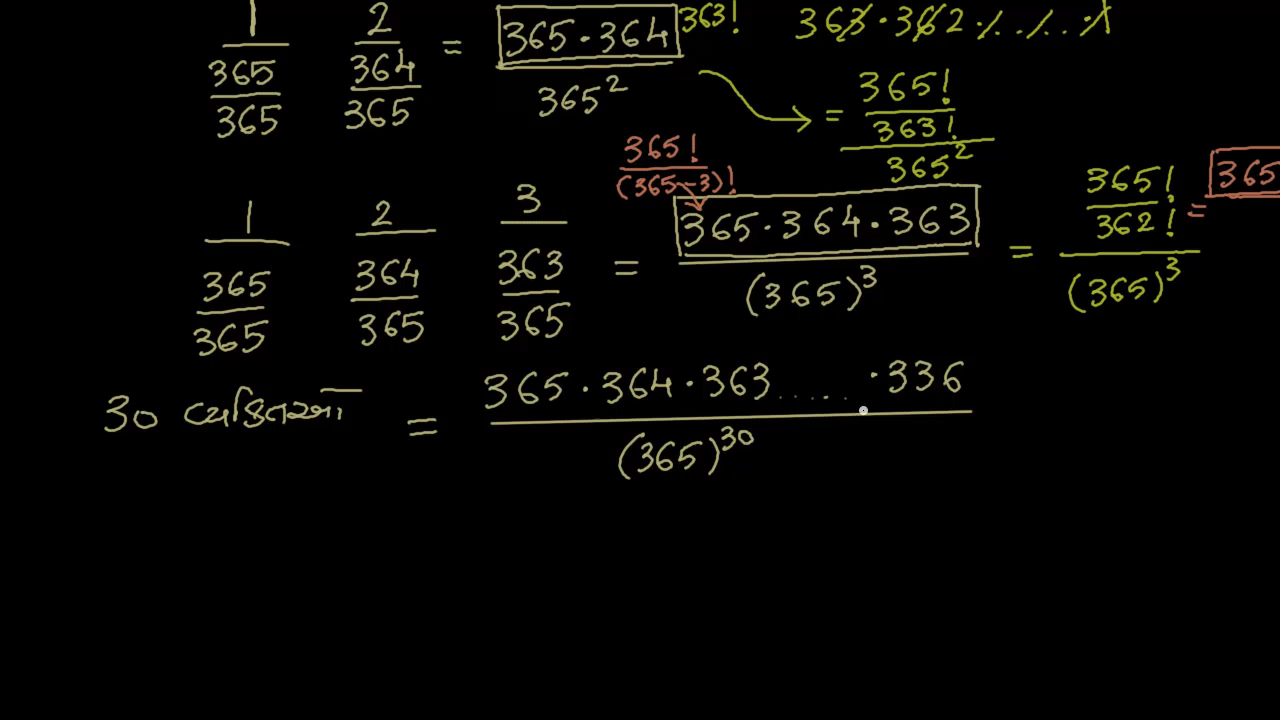 1/(365/365) 2/(364/365) = (365·364)/365² 363! 363·362·.......·1
= (365!/363!)/365²
365!/(365-3)!
1/(365/365) 2/(364/365) 3/(363/365) = (365·364·363)/(365)³ = (365!/362!)/(365)³ = 365
30 = (365·364·363.....·336)/(365)³⁰